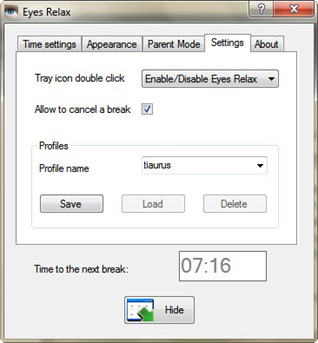 Eyes Relax
Time settings Appearance Parent Mode Settings About
Tray icon double click Enable/Disable Eyes Relax
Allow to cancel a break
Profiles
Profile name tiaurus
Save Load Delete
Time to the next break: 07:16
Hide